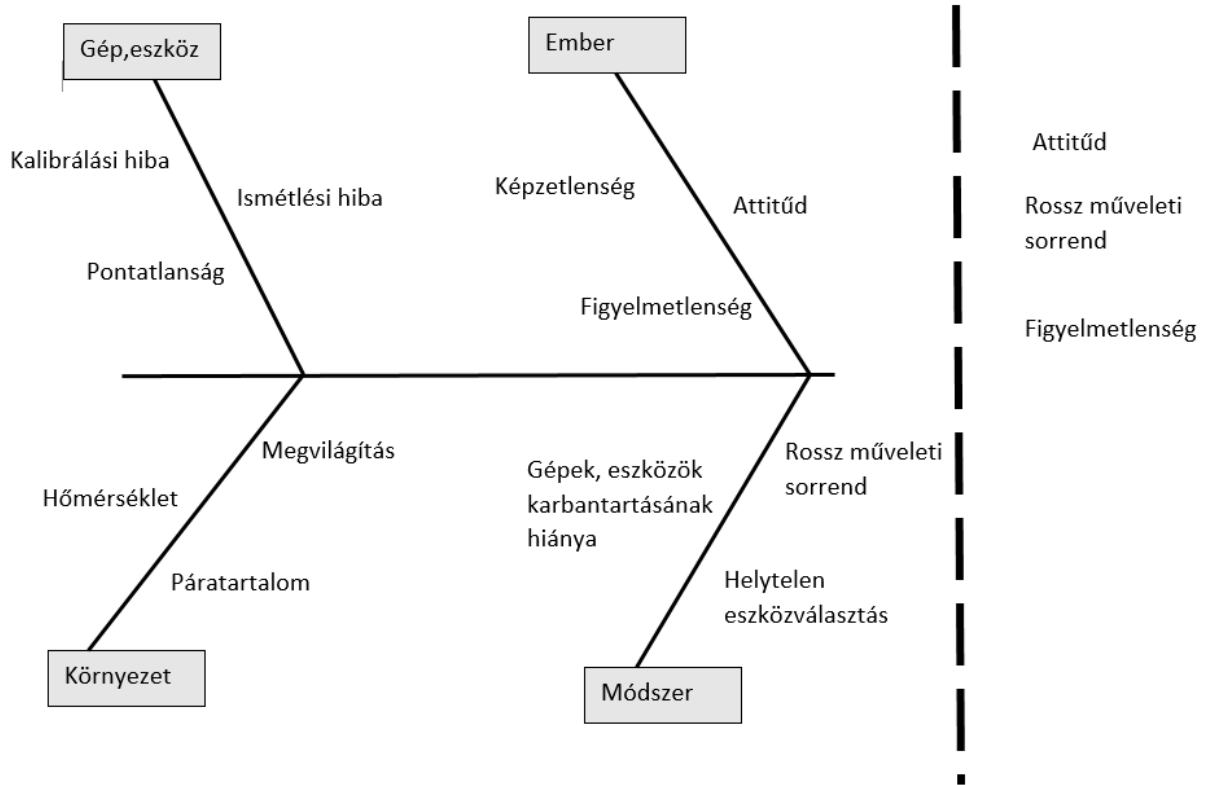 Gép,eszköz
Ember
Kalibrálási hiba
Ismétlési hiba
Pontatlanság
Képzetlenség
Attitűd
Figyelmetlenség
Attitűd
Rossz műveleti
sorrend
Figyelmetlenség
Megvilágítás
Hőmérséklet
Páratartalom
Gépek, eszközök
karbantartásának
hiánya
Rossz műveleti
sorrend
Helytelen
eszközválasztás
Környezet
Módszer